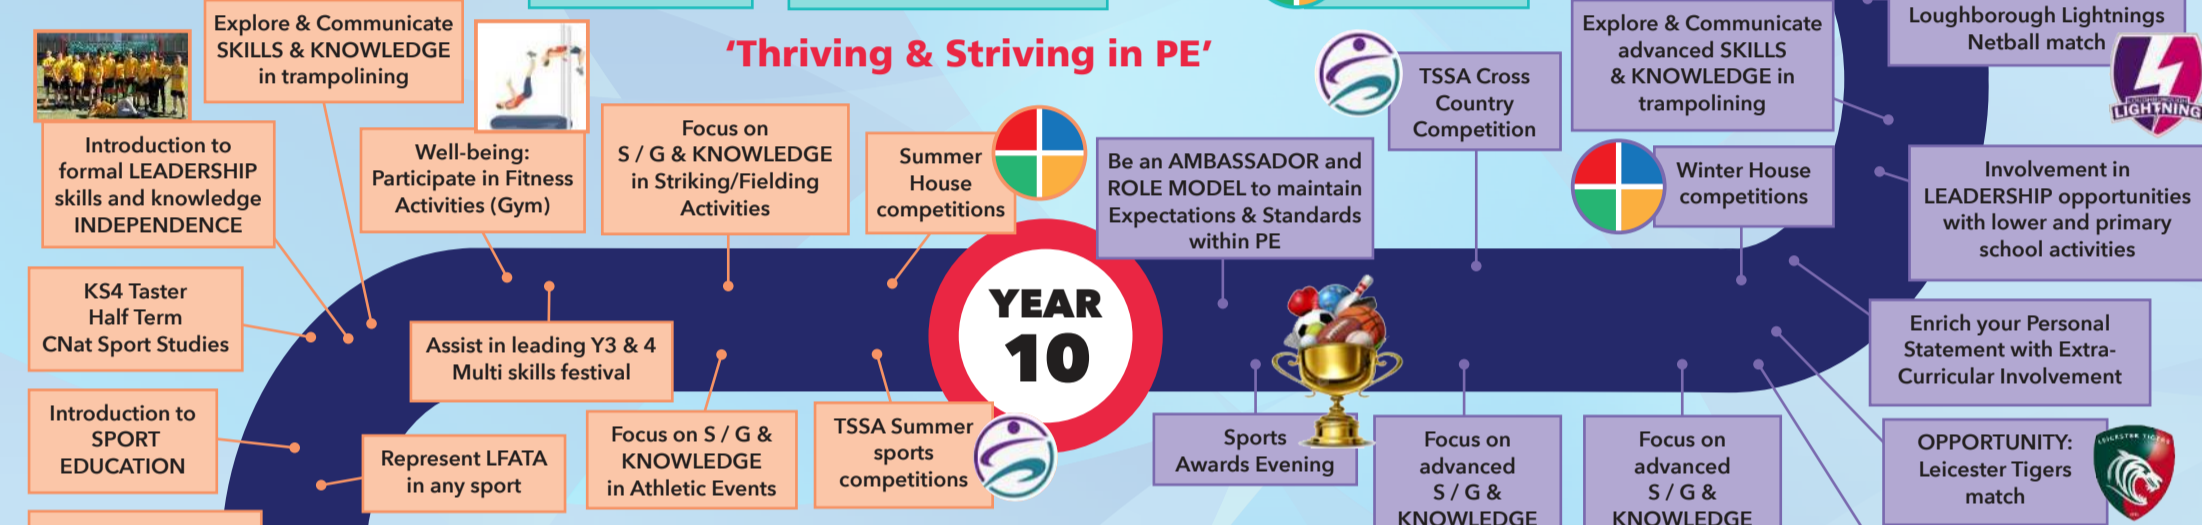 Explore & Communicate
SKILLS & KNOWLEDGE
in trampolining
'Thriving & Striving in PE'
TSSA Cross
Country
Competition
Explore & Communicate
advanced SKILLS
& KNOWLEDGE in
trampolining
Loughborough Lightnings
Netball match
LIGHTNING
Introduction to
formal LEADERSHIP
skills and knowledge
INDEPENDENCE
Well-being:
Participate in Fitness
Activities (Gym)
Focus on
S / G & KNOWLEDGE
in Striking/Fielding
Activities
Summer
House
competitions
Be an AMBASSADOR and
ROLE MODEL to maintain
Expectations & Standards
within PE
Winter House
competitions
Involvement in
LEADERSHIP opportunities
with lower and primary
school activities
KS4 Taster
Half Term
CNat Sport Studies
Assist in leading Y3 & 4
Multi skills festival
YEAR
10
Enrich your Personal
Statement with Extra-
Curricular Involvement
Introduction to
SPORT
EDUCATION
Represent LFATA
in any sport
Focus on S / G &
KNOWLEDGE
in Athletic Events
TSSA Summer
sports
competitions
Sports
Awards Evening
Focus on
advanced
S / G &
KNOWLEDGE
Focus on
advanced
S / G &
KNOWLEDGE
OPPORTUNITY:
Leicester Tigers
match
LEICESTER TIGERS